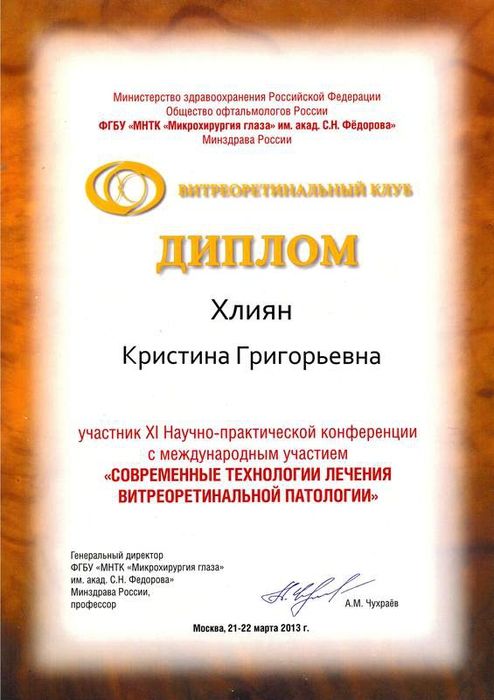 Министерство здравоохранения Российской Федерации
Общество офтальмологов России
ФГБУ «МНТК «Микрохирургия глаза» им. акад. С.Н. Фёдорова»
Минздрава России
ВИТРЕОРЕТИНАЛЬНЫЙ КЛУБ
ДИПЛОМ
Хлиян
Кристина Григорьевна
участник XI Научно-практической конференции
с международным участием
«СОВРЕМЕННЫЕ ТЕХНОЛОГИИ ЛЕЧЕНИЯ
ВИТРЕОРЕТИНАЛЬНОЙ ПАТОЛОГИИ»
Генеральный директор
ФГБУ «МНТК «Микрохирургия глаза»
им. акад. С.Н. Федорова»
Минздрава России,
профессор
А.М. Чухраёв
Москва, 21-22 марта 2013 г.